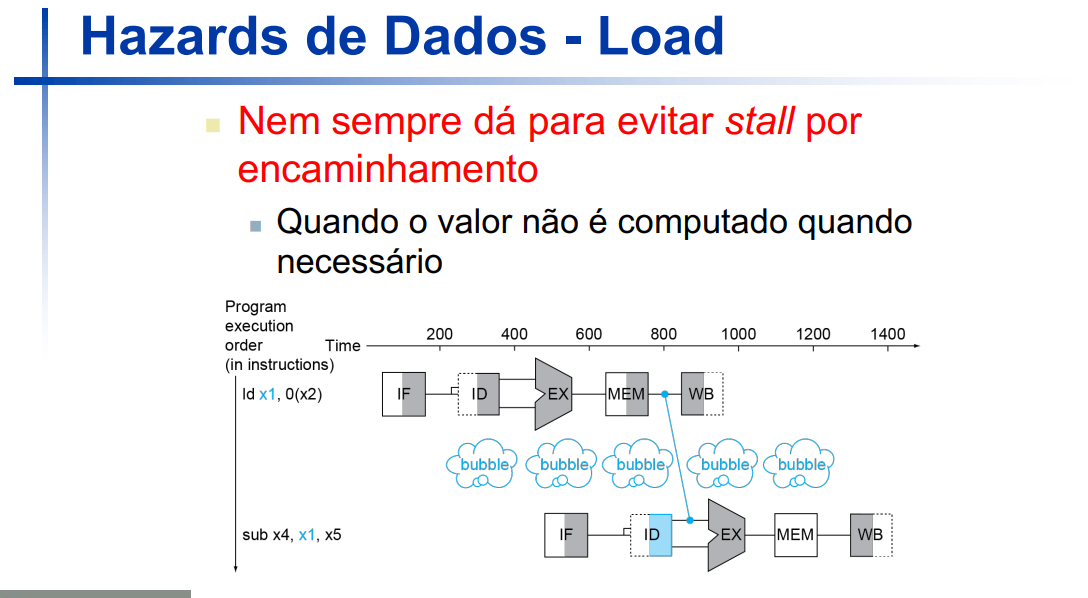 Hazards de Dados - Load
Nem sempre dá para evitar stall por
encaminhamento
Quando o valor não é computado quando
necessário
Program
execution
order
(in instructions)
Time
200 400 600 800 1000 1200 1400
ld x1, 0(x2)
IF ID EX MEM WB
bubble bubble bubble bubble bubble
sub x4, x1, x5
IF ID EX MEM WB